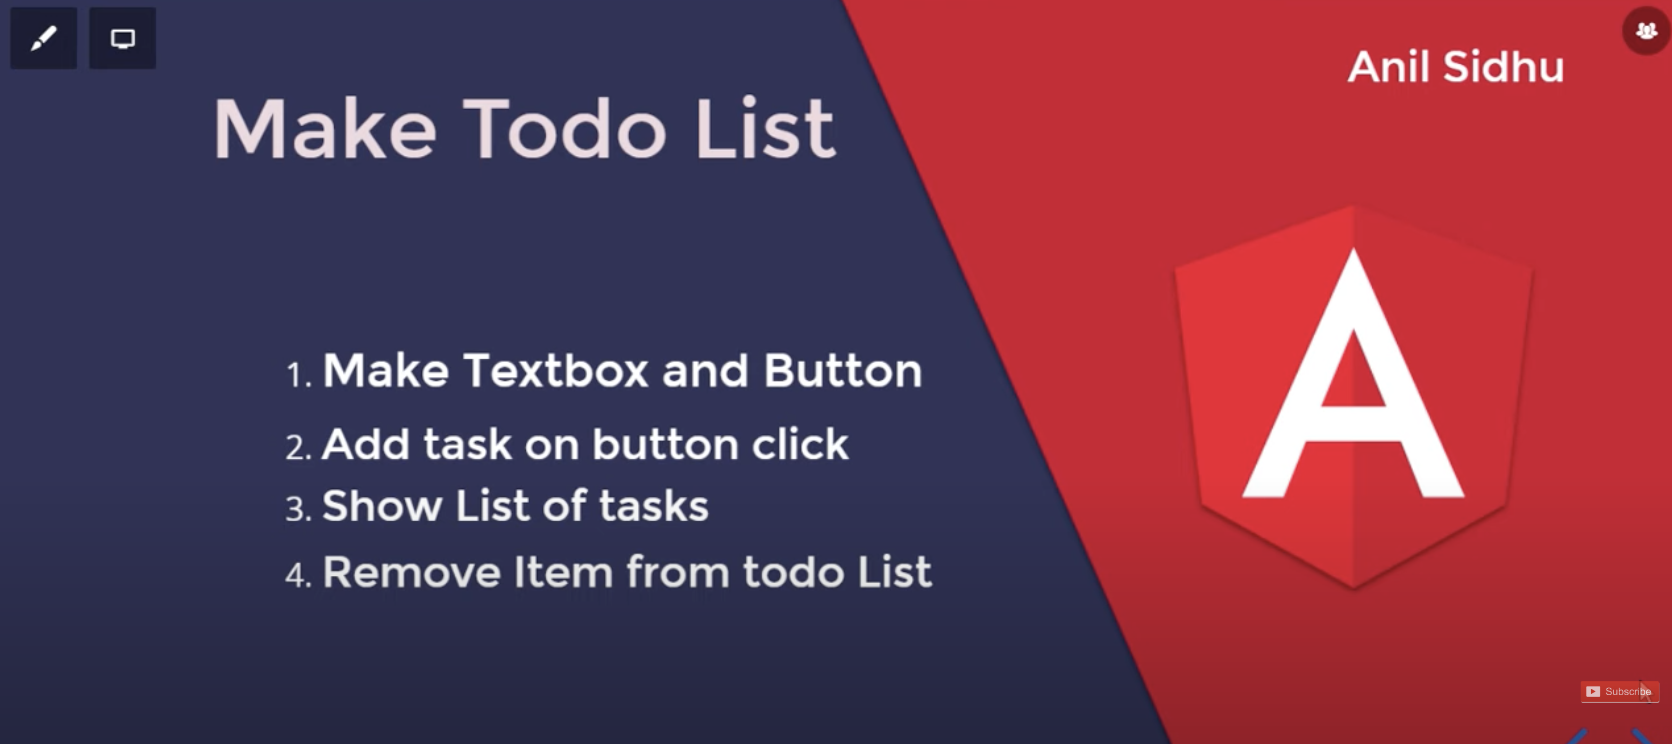 Anil Sidhu
Make Todo List
1. Make Textbox and Button
2. Add task on button click
3. Show List of tasks
4. Remove Item from todo List
A
Subscribe